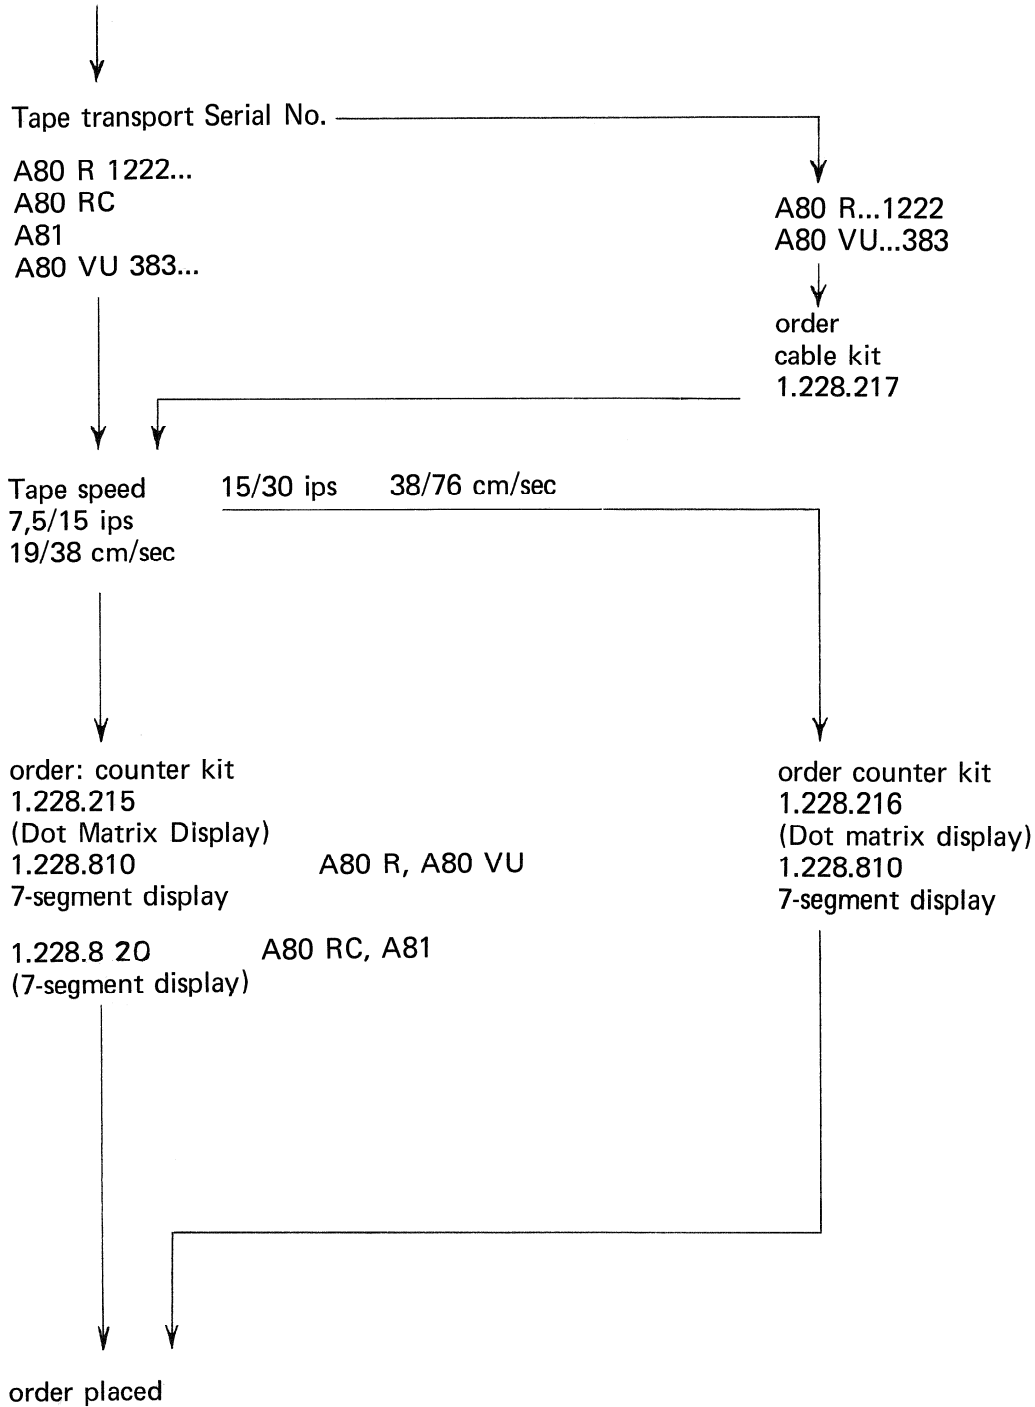 Tape transport Serial No.
A80 R 1222...
A80 RC
A81
A80 VU 383...
A80 R...1222
A80 VU...383
order
cable kit
1.228.217
Tape speed
7,5/15 ips
19/38 cm/sec
15/30 ips 38/76 cm/sec
order: counter kit
1.228.215
(Dot Matrix Display)
1.228.810 A80 R, A80 VU
7-segment display
1.228.8 20 A80 RC, A81
(7-segment display)
order counter kit
1.228.216
(Dot matrix display)
1.228.810
7-segment display
order placed